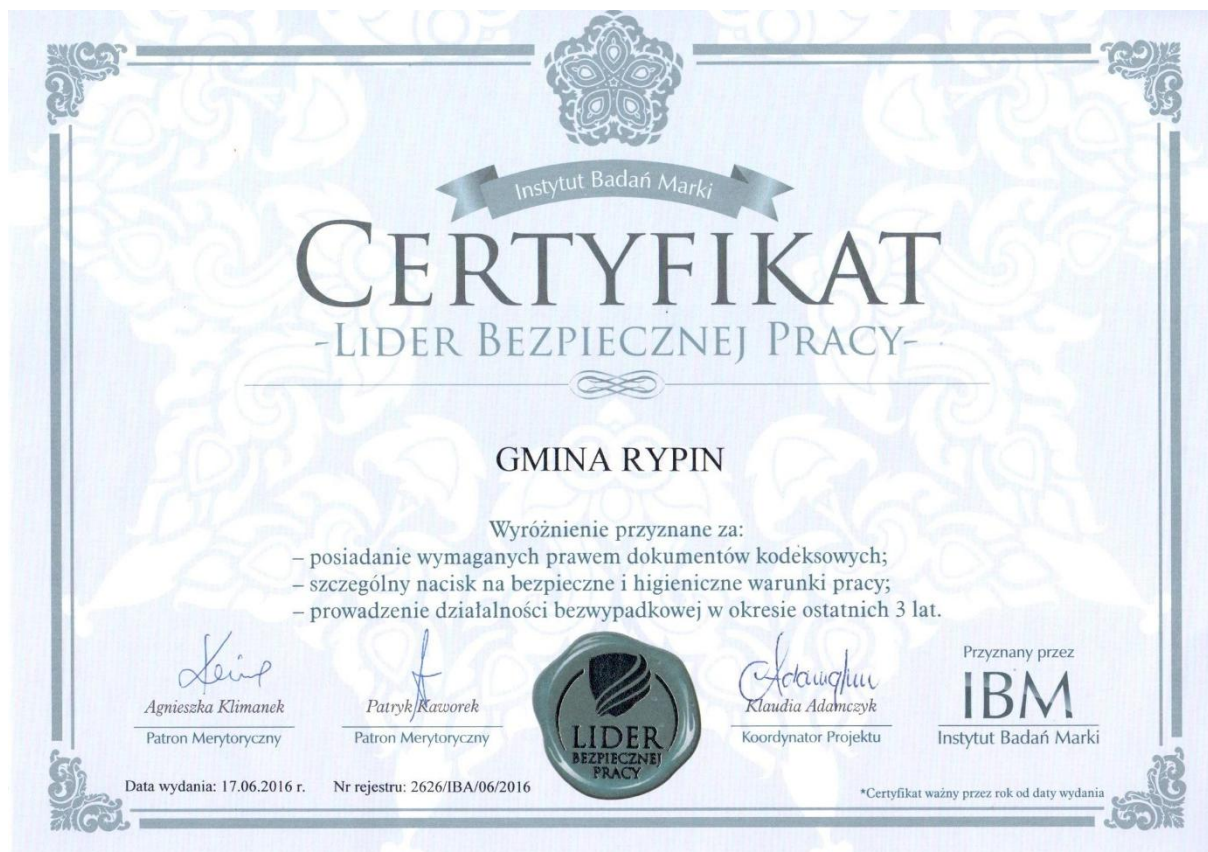 Instytut Badań Marki
CERTYFIKAT
-LIDER BEZPIECZNEJ PRACY-
GMINA RYPIN
Wyróżnienie przyznane za:
– posiadanie wymaganych prawem dokumentów kodeksowych;
– szczególny nacisk na bezpieczne i higieniczne warunki pracy;
– prowadzenie działalności bezwypadkowej w okresie ostatnich 3 lat.
Agnieszka Klimanek
Patron Merytoryczny
Patryk Kaworek
Patron Merytoryczny
LIDER
BEZPIECZNEJ
PRACY
Klaudia Adamczyk
Koordynator Projektu
Przyznany przez
IBM
Instytut Badań Marki
Data wydania: 17.06.2016 r. Nr rejestru: 2626/IBA/06/2016
*Certyfikat ważny przez rok od daty wydania